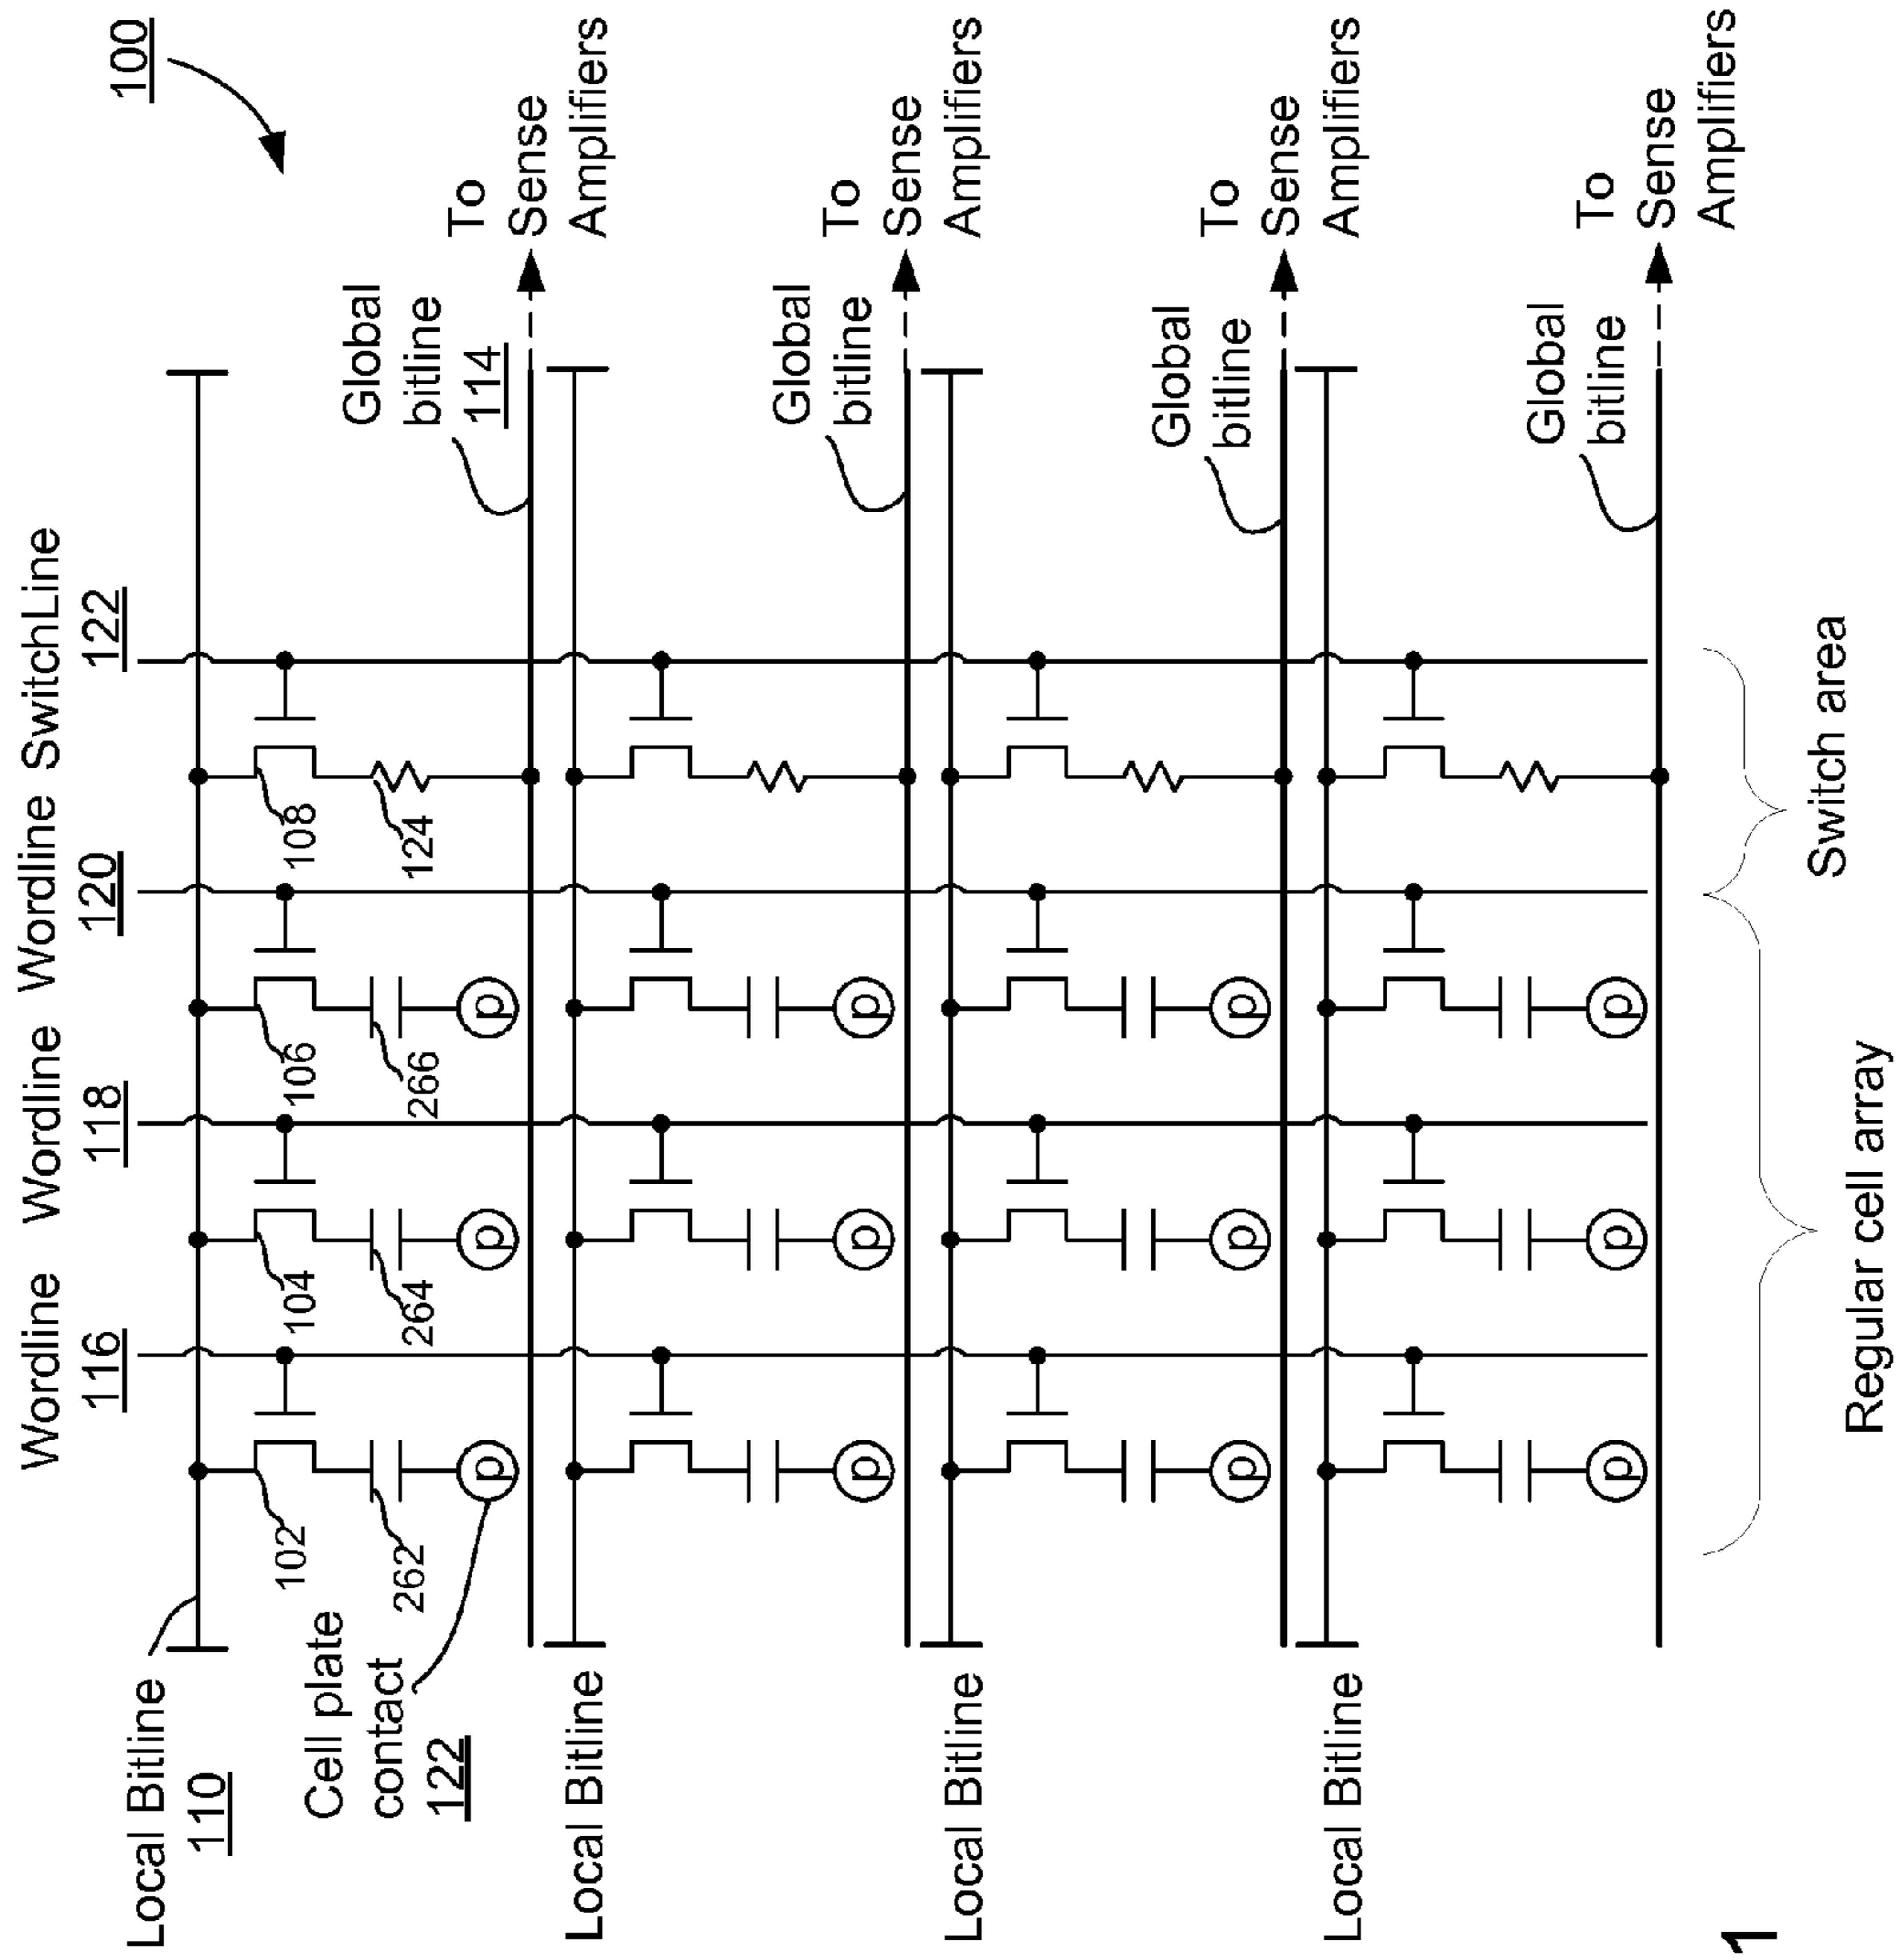 Wordline Wordline Wordline SwitchLine
116 118 120 122 100
Local Bitline
110
102 104 106 108
Cell plate
contact
122
262 264 266 124
Global
bitline
114
To
Sense
Amplifiers
Local Bitline
Global
bitline
To
Sense
Amplifiers
Local Bitline
Global
bitline
To
Sense
Amplifiers
Local Bitline
Global
bitline
To
Sense
Amplifiers
p p p
p p p
p p p
p p p
Regular cell array
Switch area
1